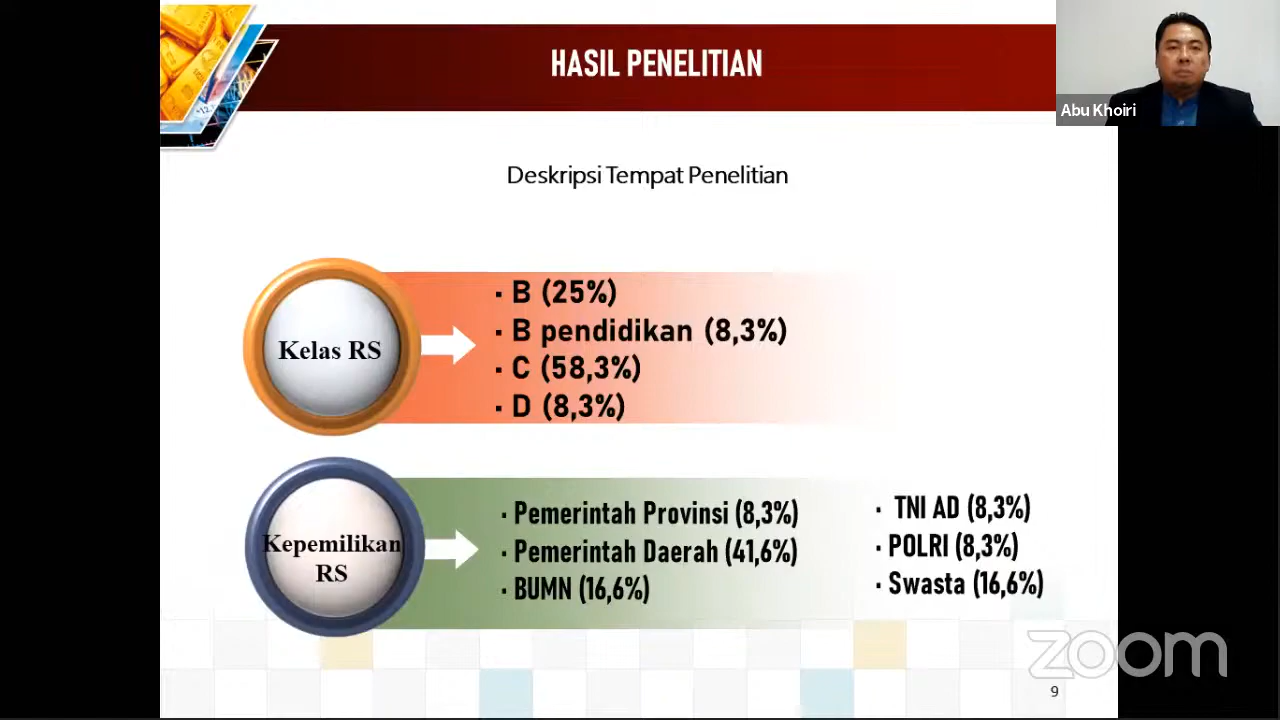 HASIL PENELITIAN
Abu Khoiri
Deskripsi Tempat Penelitian
Kelas RS
· B (25%)
· B pendidikan (8,3%)
· C (58,3%)
· D (8,3%)
Kepemilikan
RS
· Pemerintah Provinsi (8,3%)
· Pemerintah Daerah (41,6%)
· BUMN (16,6%)
· TNI AD (8,3%)
· POLRI (8,3%)
· Swasta (16,6%)
zoom
9